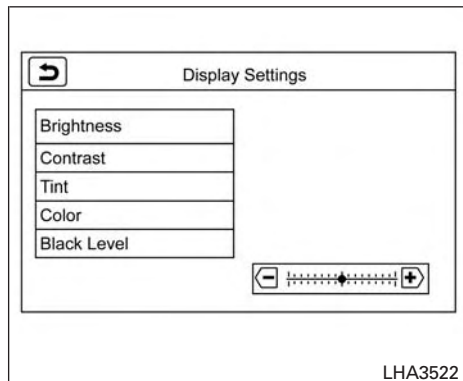 Display Settings
Brightness
Contrast
Tint
Color
Black Level
LHA3522